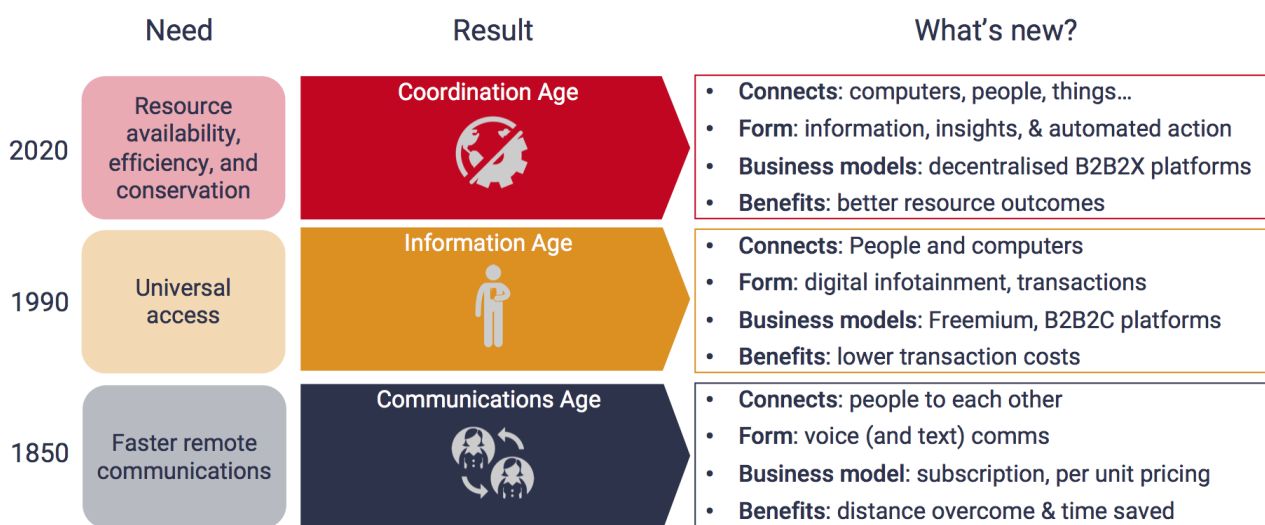 Need
Result
What's new?
2020
Resource
availability,
efficiency, and
conservation
Coordination Age
• Connects: computers, people, things…
• Form: information, insights, & automated action
• Business models: decentralised B2B2X platforms
• Benefits: better resource outcomes
1990
Universal
access
Information Age
• Connects: People and computers
• Form: digital infotainment, transactions
• Business models: Freemium, B2B2C platforms
• Benefits: lower transaction costs
1850
Faster remote
communications
Communications Age
• Connects: people to each other
• Form: voice (and text) comms
• Business model: subscription, per unit pricing
• Benefits: distance overcome & time saved